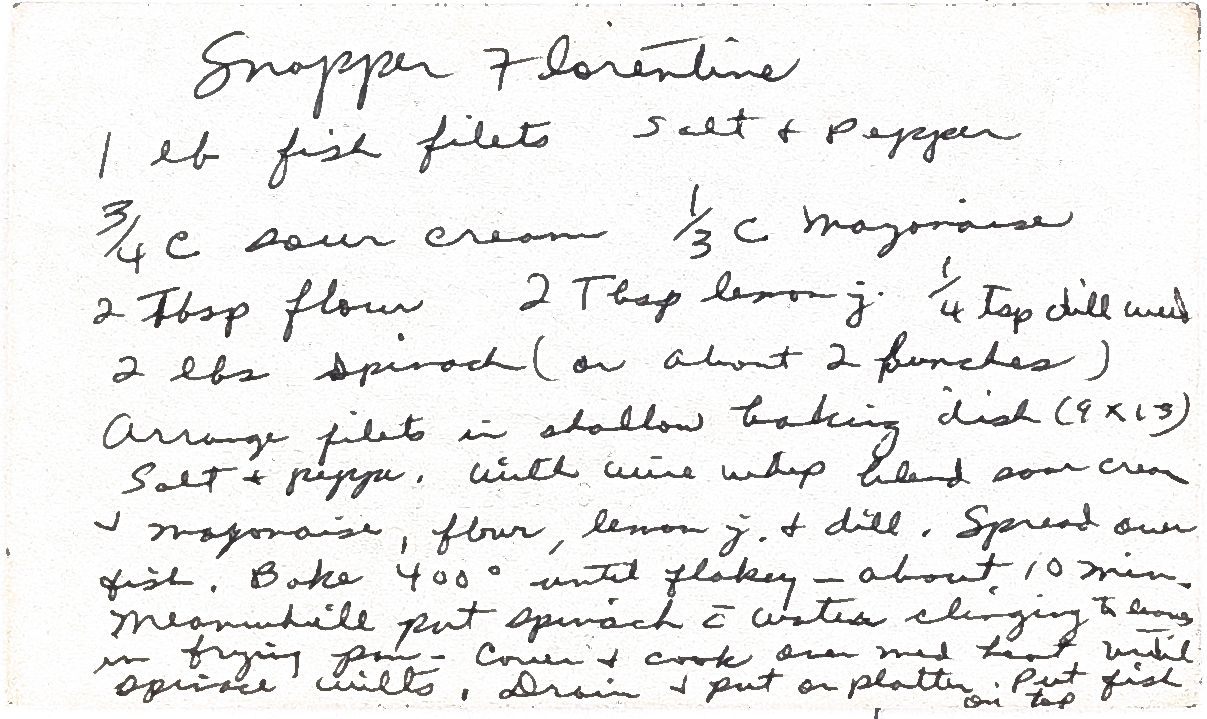 Snapper Florentine
1 lb fish filets Salt & pepper
3/4 C sour cream 1/3 C Mayonaise
2 Tbsp flour 2 Tbsp lemon j. 1/4 tsp dill weed
2 lbs spinach (or about 2 bunches)
Arrange filets in shallow baking dish (9 x 13)
Salt & pepper. With wire whip blend sour cream
& mayonaise, flour, lemon j. & dill. Spread over
fish. Bake 400° until flakey — about 10 min.
Meanwhile put spinach c̄ water clinging to leaves
in frying pan — Cover & cook over med heat until
spinace wilts. Drain & put on platter. Put fish
on top